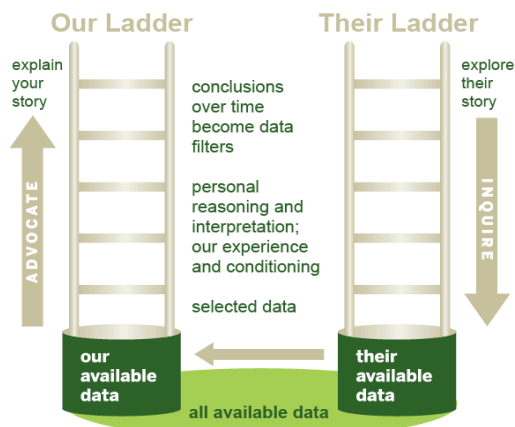 Our Ladder
Their Ladder
explain
your
story
ADVOCATE
conclusions
over time
become data
filters
personal
reasoning and
interpretation;
our experience
and conditioning
selected data
explore
their
story
INQUIRE
our
available
data
their
available
data
all available data